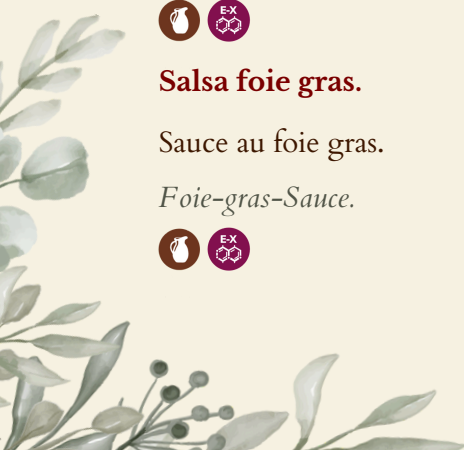 E-X
Salsa foie gras.
Sauce au foie gras.
Foie-gras-Sauce.
E-X